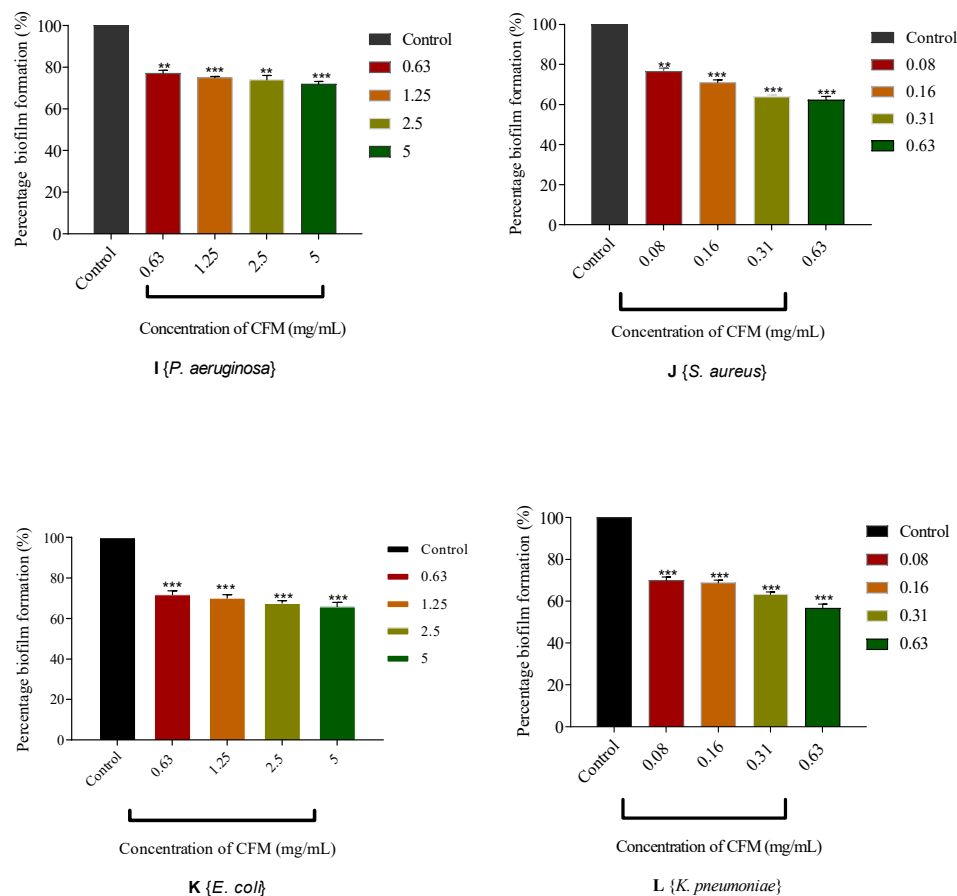 Percentage biofilm formation (%)
100
80
60
40
20
0
** *** ** ***
Control 0.63 1.25 2.5 5
Concentration of CFM (mg/mL)
Control
0.63
1.25
2.5
5
I {P. aeruginosa}
Percentage biofilm formation (%)
100
80
60
40
20
0
** *** *** ***
Control 0.08 0.16 0.31 0.63
Concentration of CFM (mg/mL)
Control
0.08
0.16
0.31
0.63
J {S. aureus}
Percentage biofilm formation (%)
100
80
60
40
20
0
*** *** *** ***
Control 0.63 1.25 2.5 5
Concentration of CFM (mg/mL)
Control
0.63
1.25
2.5
5
K {E. coli}
Percentage biofilm formation (%)
100
80
60
40
20
0
*** *** *** ***
Control 0.08 0.16 0.31 0.63
Concentration of CFM (mg/mL)
Control
0.08
0.16
0.31
0.63
L {K. pneumoniae}